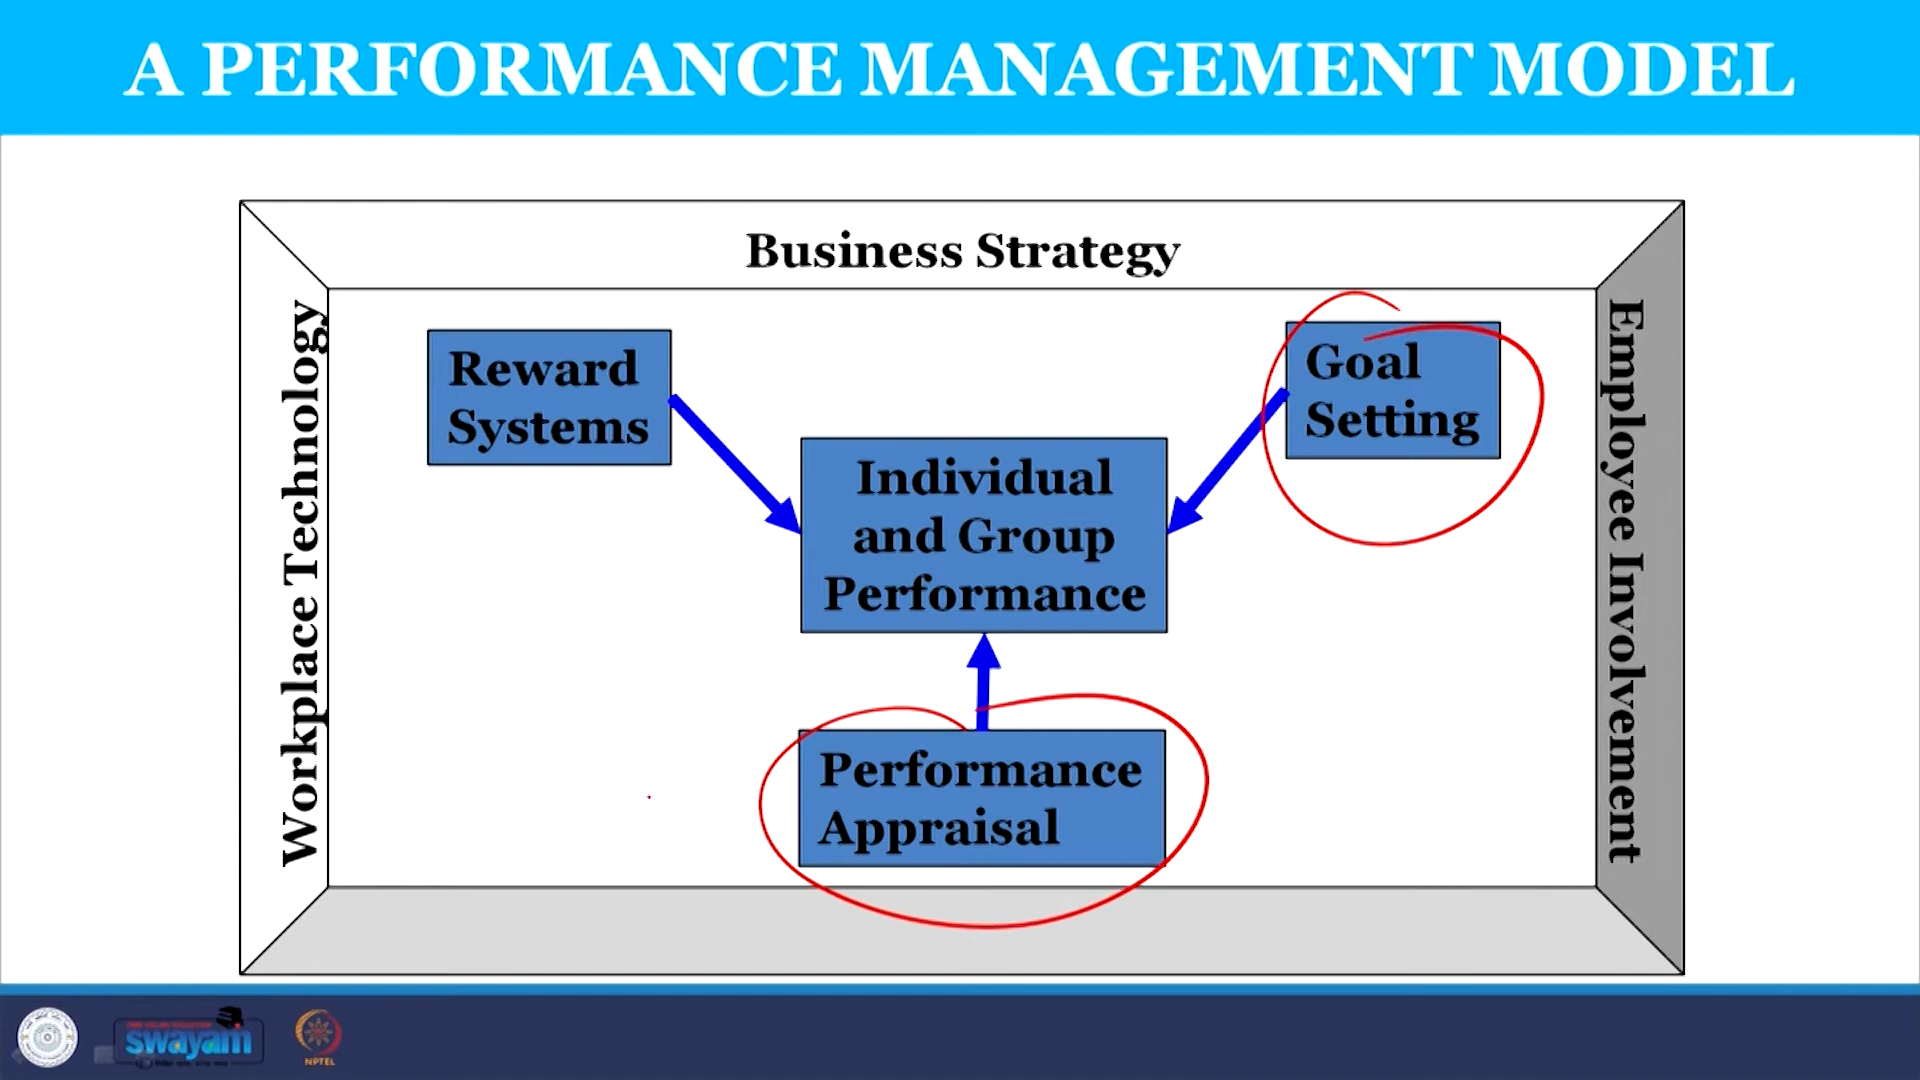 A PERFORMANCE MANAGEMENT MODEL
Business Strategy
Workplace Technology
Employee Involvement
Reward
Systems
Goal
Setting
Individual
and Group
Performance
Performance
Appraisal
swayam
NPTEL